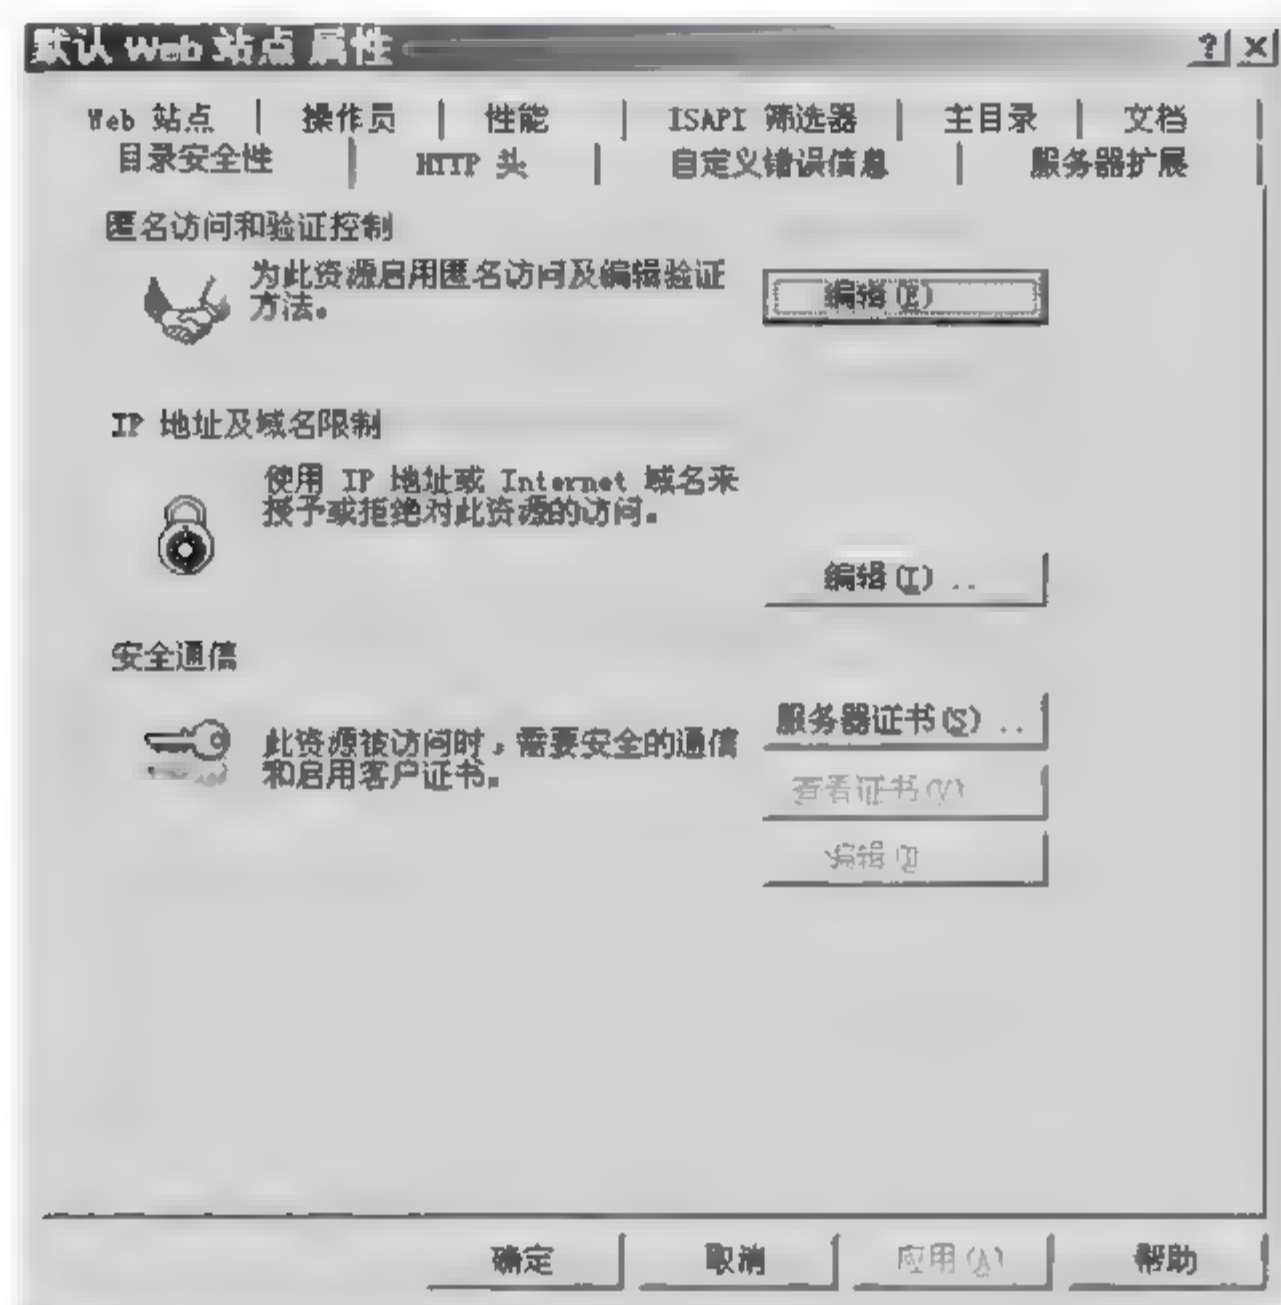 默认 Web 站点 属性
Web 站点 操作员 性能 ISAPI 筛选器 主目录 文档
目录安全性 HTTP 头 自定义错误信息 服务器扩展
匿名访问和验证控制
为此资源启用匿名访问及编辑验证
方法。
编辑(E)
IP 地址及域名限制
使用 IP 地址或 Internet 域名来
授予或拒绝对此资源的访问。
编辑(I) ..
安全通信
此资源被访问时，需要安全的通信
和启用客户证书。
服务器证书(S) ..
查看证书(V)
编辑
确定 取消 应用(A) 帮助